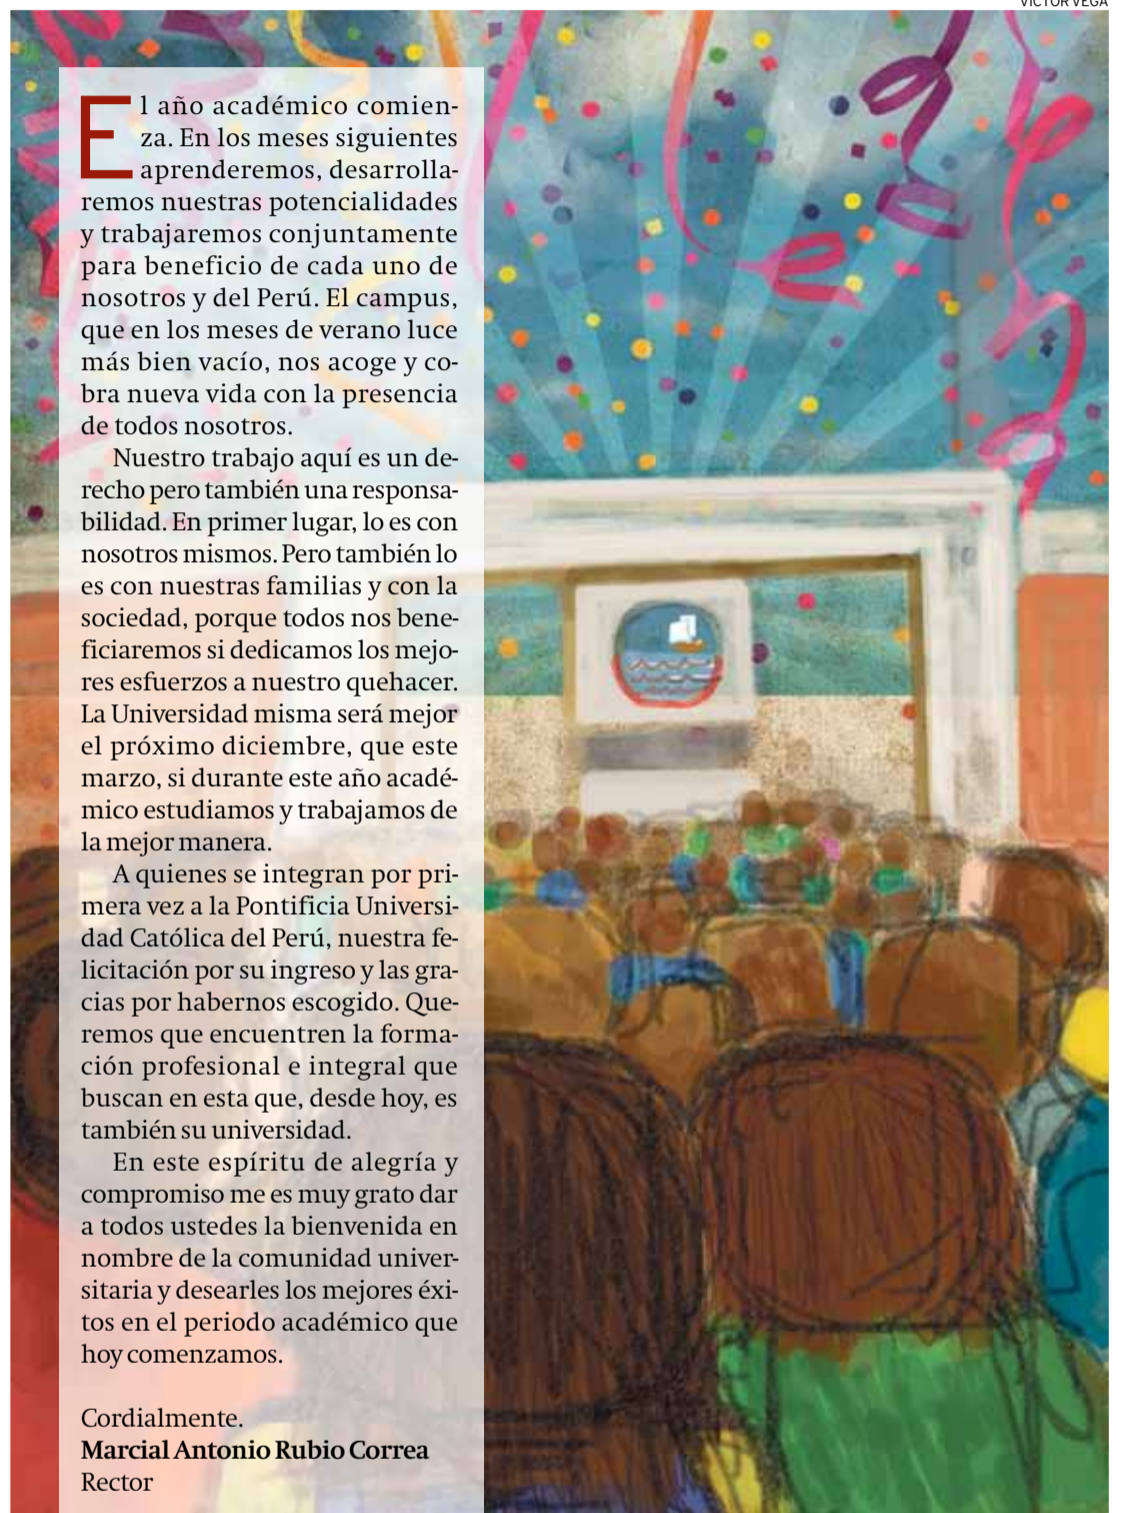 VÍCTOR VEGA
El año académico comien-
za. En los meses siguientes
aprenderemos, desarrolla-
remos nuestras potencialidades
y trabajaremos conjuntamente
para beneficio de cada uno de
nosotros y del Perú. El campus,
que en los meses de verano luce
más bien vacío, nos acoge y co-
bra nueva vida con la presencia
de todos nosotros.
Nuestro trabajo aquí es un de-
recho pero también una responsa-
bilidad. En primer lugar, lo es con
nosotros mismos. Pero también lo
es con nuestras familias y con la
sociedad, porque todos nos bene-
ficiaremos si dedicamos los mejo-
res esfuerzos a nuestro quehacer.
La Universidad misma será mejor
el próximo diciembre, que este
marzo, si durante este año acadé-
mico estudiamos y trabajamos de
la mejor manera.
A quienes se integran por pri-
mera vez a la Pontificia Universi-
dad Católica del Perú, nuestra fe-
licitación por su ingreso y las gra-
cias por habernos escogido. Que-
remos que encuentren la forma-
ción profesional e integral que
buscan en esta que, desde hoy, es
también su universidad.
En este espíritu de alegría y
compromiso me es muy grato dar
a todos ustedes la bienvenida en
nombre de la comunidad univer-
sitaria y desearles los mejores éxi-
tos en el periodo académico que
hoy comenzamos.
Cordialmente.
Marcial Antonio Rubio Correa
Rector